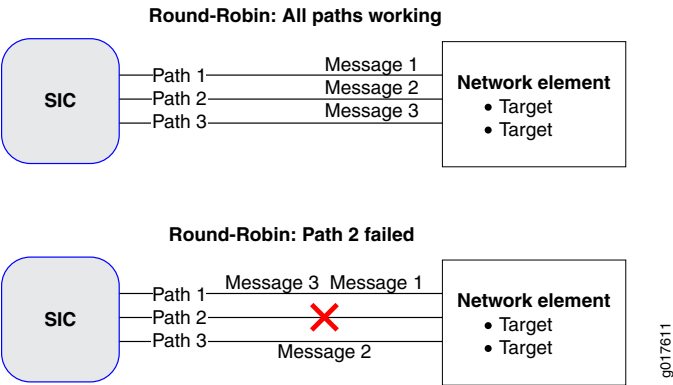 Round-Robin: All paths working
SIC
Path 1
Message 1
Path 2
Message 2
Path 3
Message 3
Network element
• Target
• Target
Round-Robin: Path 2 failed
SIC
Path 1
Message 3 Message 1
Path 2
Path 3
Message 2
Network element
• Target
• Target
g017611